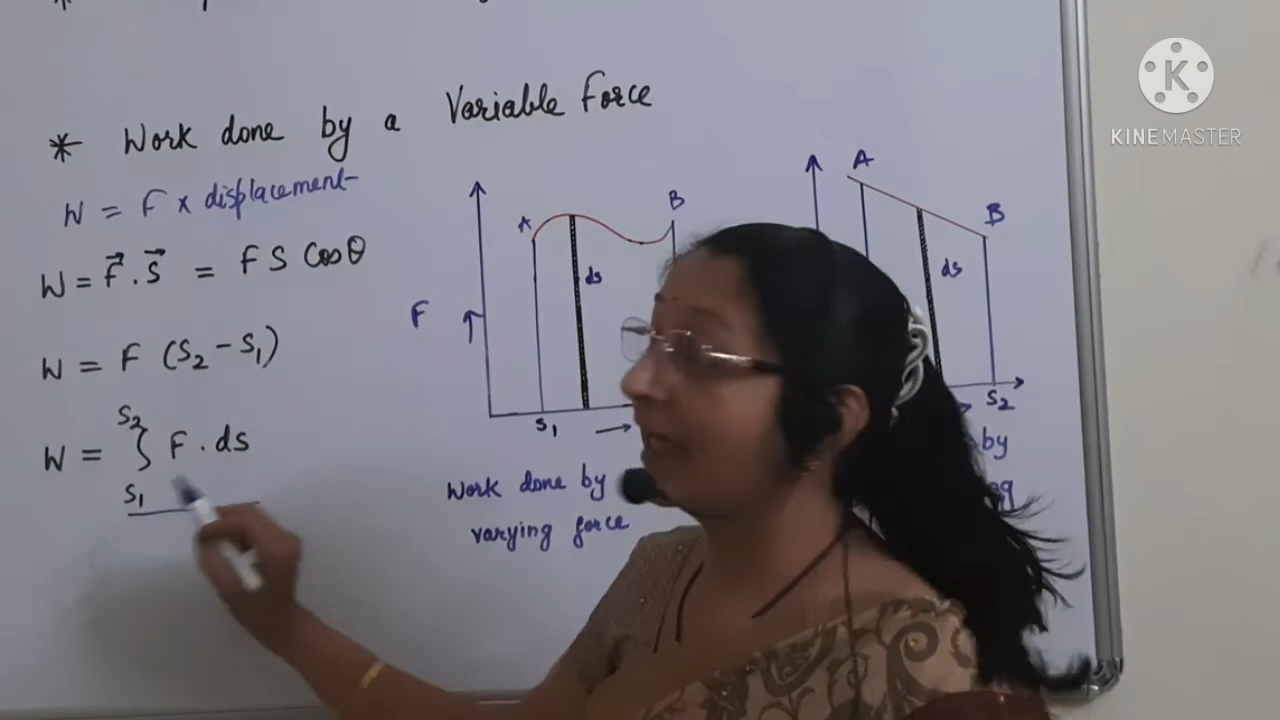 * Work done by a Variable Force
W = F x displacement
W = F⃗ . S⃗ = F S Cosθ
W = F (S₂ - S₁)
W = ∫ F . ds
S₂
S₁
A
B
ds
F
S₁
Work done by
varying force
A
B
ds
S₂
by
K
KINEMASTER